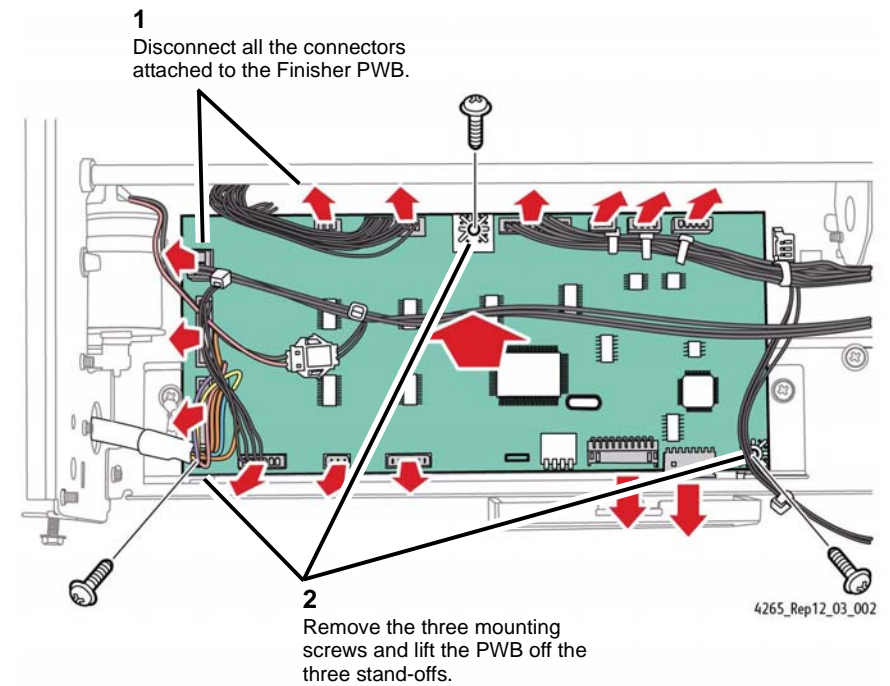 1
Disconnect all the connectors
attached to the Finisher PWB.
2
Remove the three mounting
screws and lift the PWB off the
three stand-offs.
4265_Rep12_03_002